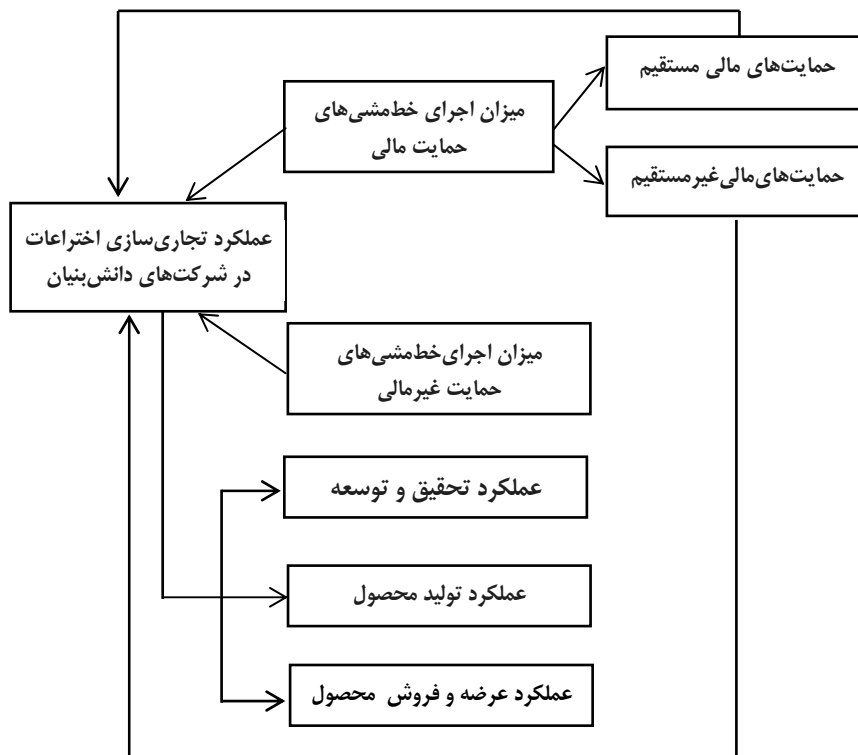 حمایت‌های مالی مستقیم
میزان اجرای خط‌مشی‌های
حمایت مالی
حمایت‌های‌مالی‌غیرمستقیم
عملکرد تجاری‌سازی اختراعات
در شرکت‌های دانش‌بنیان
میزان اجرای‌خط‌مشی‌های
حمایت غیرمالی
عملکرد تحقیق و توسعه
عملکرد تولید محصول
عملکرد عرضه و فروش محصول